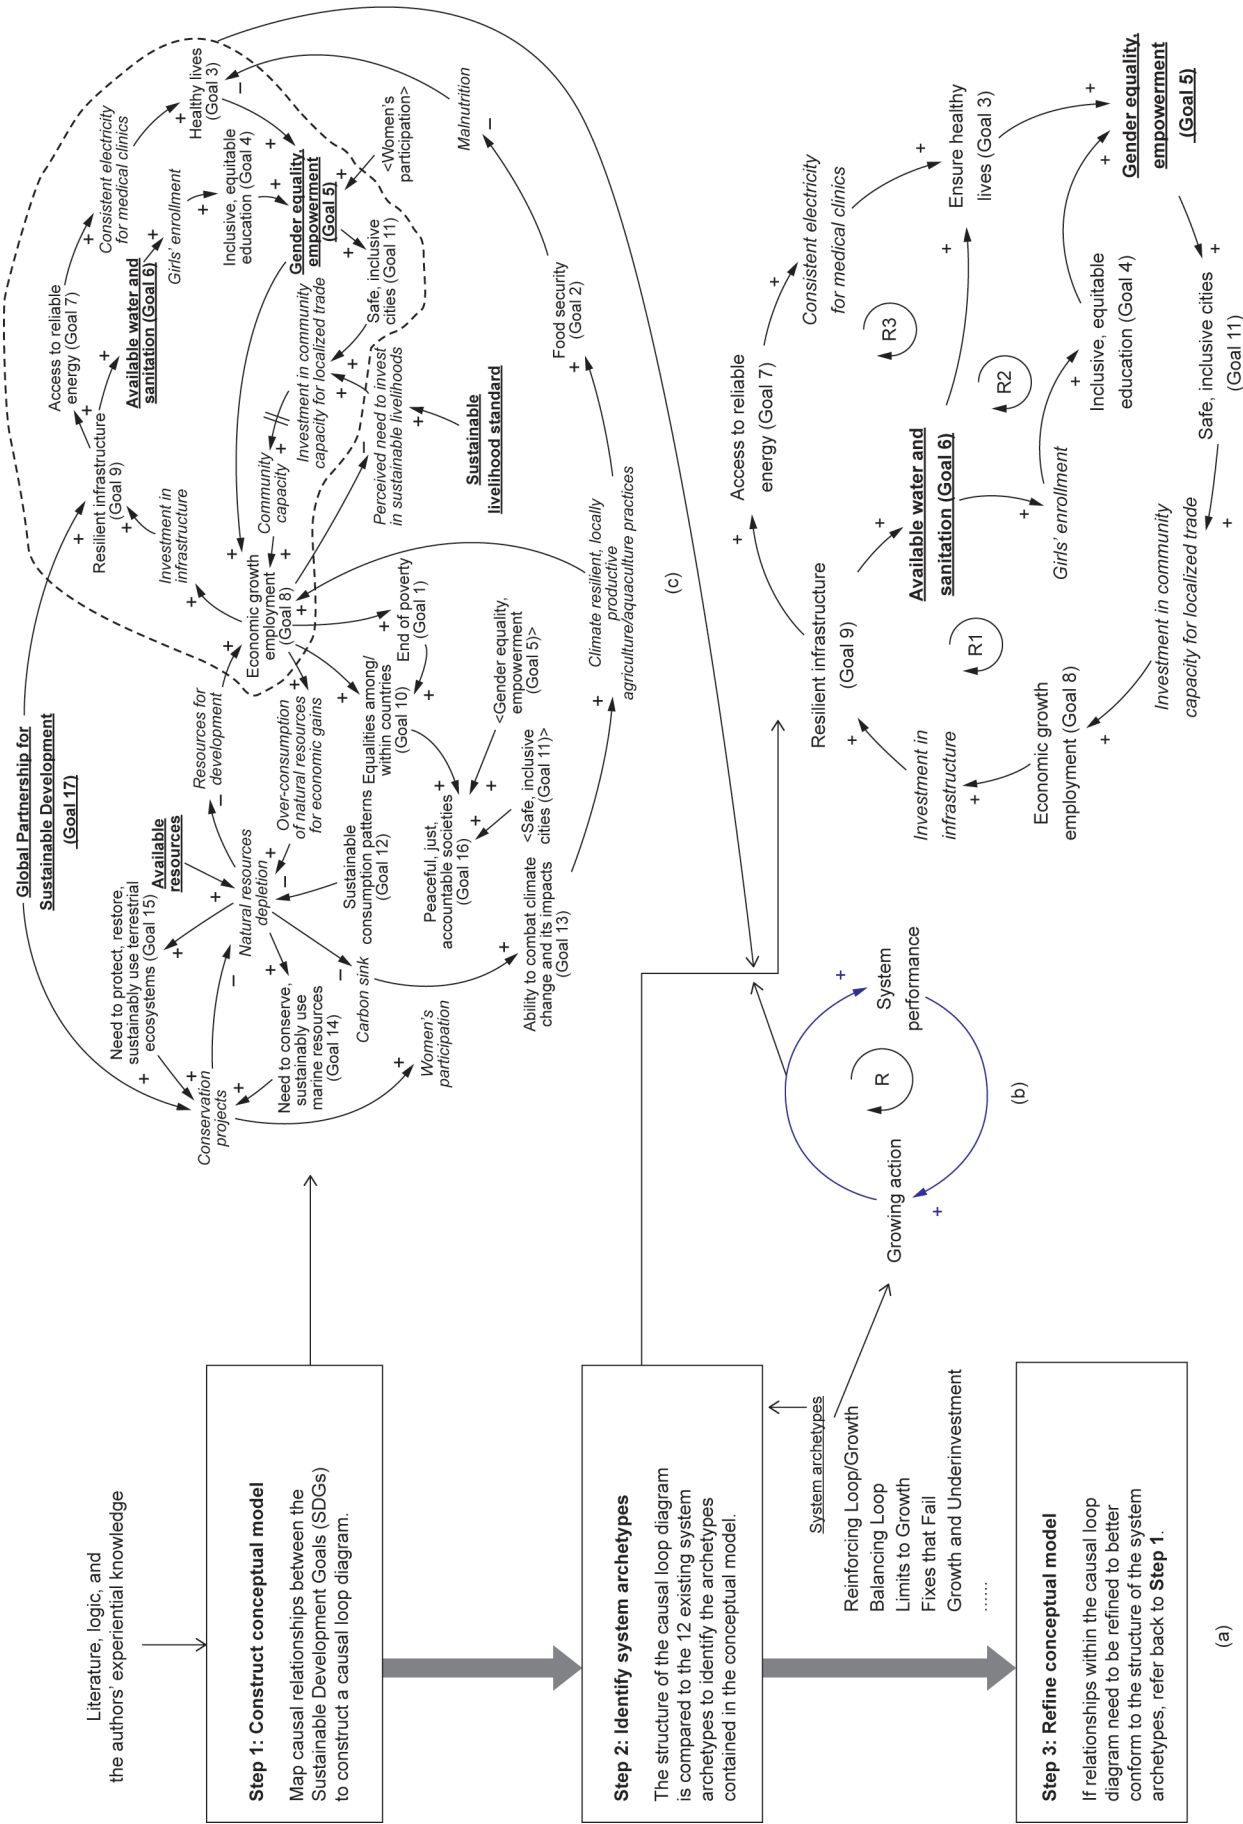 Literature, logic, and
the authors' experiential knowledge
Step 1: Construct conceptual model
Map causal relationships between the
Sustainable Development Goals (SDGs)
to construct a causal loop diagram.
Step 2: Identify system archetypes
The structure of the causal loop diagram
is compared to the 12 existing system
archetypes to identify the archetypes
contained in the conceptual model.
System archetypes
Reinforcing Loop/Growth
Balancing Loop
Limits to Growth
Fixes that Fail
Growth and Underinvestment
......
Step 3: Refine conceptual model
If relationships within the causal loop
diagram need to be refined to better
conform to the structure of the system
archetypes, refer back to Step 1.
(a)
Growing action
+
R
+
System
performance
(b)
Global Partnership for
Sustainable Development
(Goal 17)
Need to protect, restore,
sustainably use terrestrial
ecosystems (Goal 15)
+
+
+
Conservation
projects
+
–
Need to conserve,
sustainably use
marine resources
(Goal 14)
+
Women's
participation
+
Available
resources
+
Natural resources
depletion
–
+
–
Carbon sink
–
Resources for
development
+
Over-consumption
of natural resources
for economic gains
+
Sustainable
consumption patterns
(Goal 12)
Equalities among/
within countries
(Goal 10)
+
+
End of poverty
(Goal 1)
+
Peaceful, just,
accountable societies
(Goal 16)
+
+
+
<Gender equality,
empowerment
(Goal 5)>
<Safe, inclusive
cities (Goal 11)>
Ability to combat climate
change and its impacts
(Goal 13)
+
Climate resilient, locally
productive
agriculture/aquaculture practices
+
Economic growth
employment
(Goal 8)
+
+
+
Investment in
infrastructure
+
Resilient infrastructure
(Goal 9)
+
+
Access to reliable
energy (Goal 7)
+
Available water and
sanitation (Goal 6)
+
Consistent electricity
for medical clinics
+
Girls' enrollment
+
Healthy lives
(Goal 3)
+
–
Inclusive, equitable
education (Goal 4)
+
Gender equality,
empowerment
(Goal 5)
+
+
<Women's
participation>
Safe, inclusive
cities (Goal 11)
+
Investment in community
capacity for localized trade
+
+
Community
capacity
+
Perceived need to invest
in sustainable livelihoods
–
+
Sustainable
livelihood standard
Food security
(Goal 2)
+
Malnutrition
–
(c)
Resilient infrastructure
(Goal 9)
+
Access to reliable
energy (Goal 7)
+
Consistent electricity
for medical clinics
+
Ensure healthy
lives (Goal 3)
+
+
R3
Available water and
sanitation (Goal 6)
+
R2
Girls' enrollment
+
Inclusive, equitable
education (Goal 4)
+
+
Gender equality,
empowerment
(Goal 5)
+
Safe, inclusive cities
(Goal 11)
+
R1
Investment in community
capacity for localized trade
+
Economic growth
employment (Goal 8)
+
Investment in
infrastructure
+